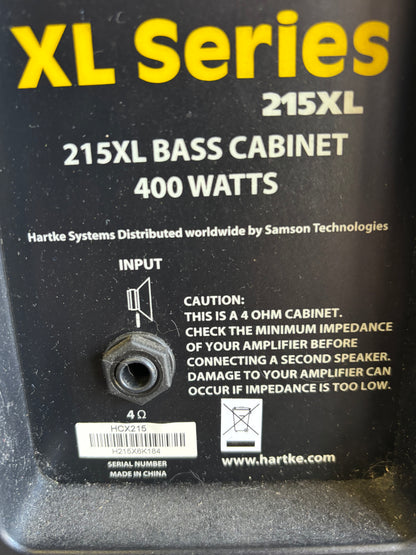 XL Series
215XL
215XL BASS CABINET
400 WATTS
Hartke Systems Distributed worldwide by Samson Technologies
INPUT
CAUTION:
THIS IS A 4 OHM CABINET.
CHECK THE MINIMUM IMPEDANCE
OF YOUR AMPLIFIER BEFORE
CONNECTING A SECOND SPEAKER.
DAMAGE TO YOUR AMPLIFIER CAN
OCCUR IF IMPEDANCE IS TOO LOW.
4 Ω
HCX215
H215X6K184
SERIAL NUMBER
MADE IN CHINA
www.hartke.com